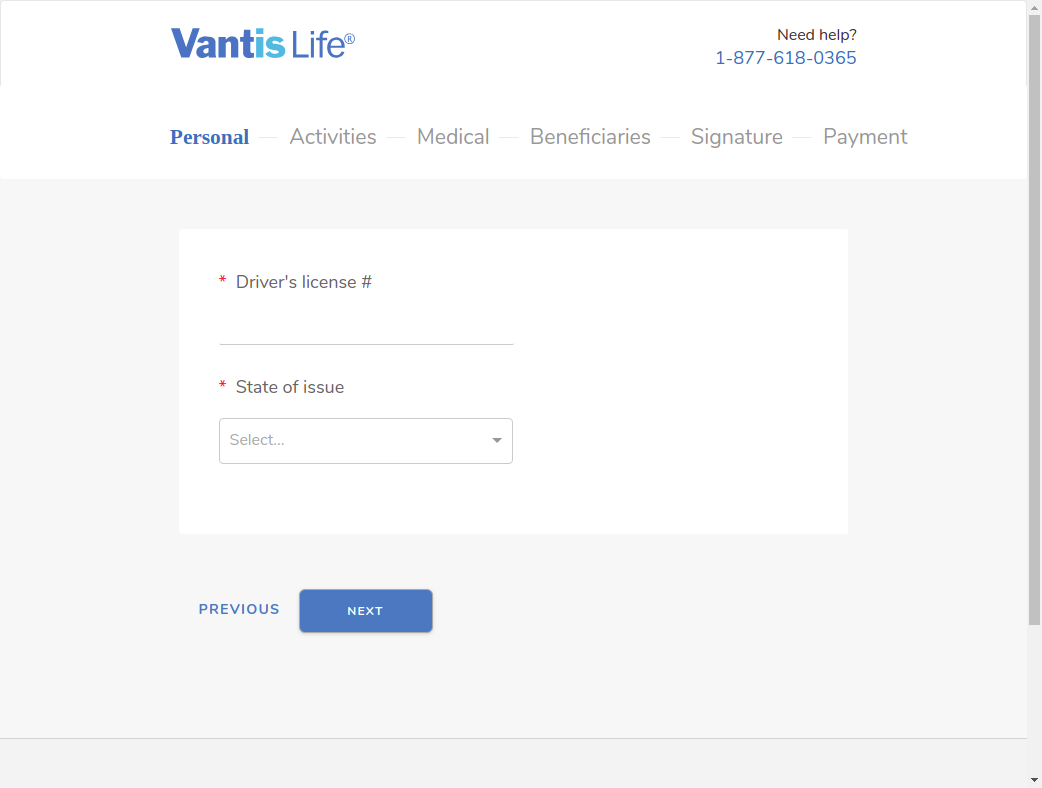 Vantis Life®
Need help?
1-877-618-0365
Personal Activities Medical Beneficiaries Signature Payment
* Driver's license #
* State of issue
Select...
PREVIOUS NEXT